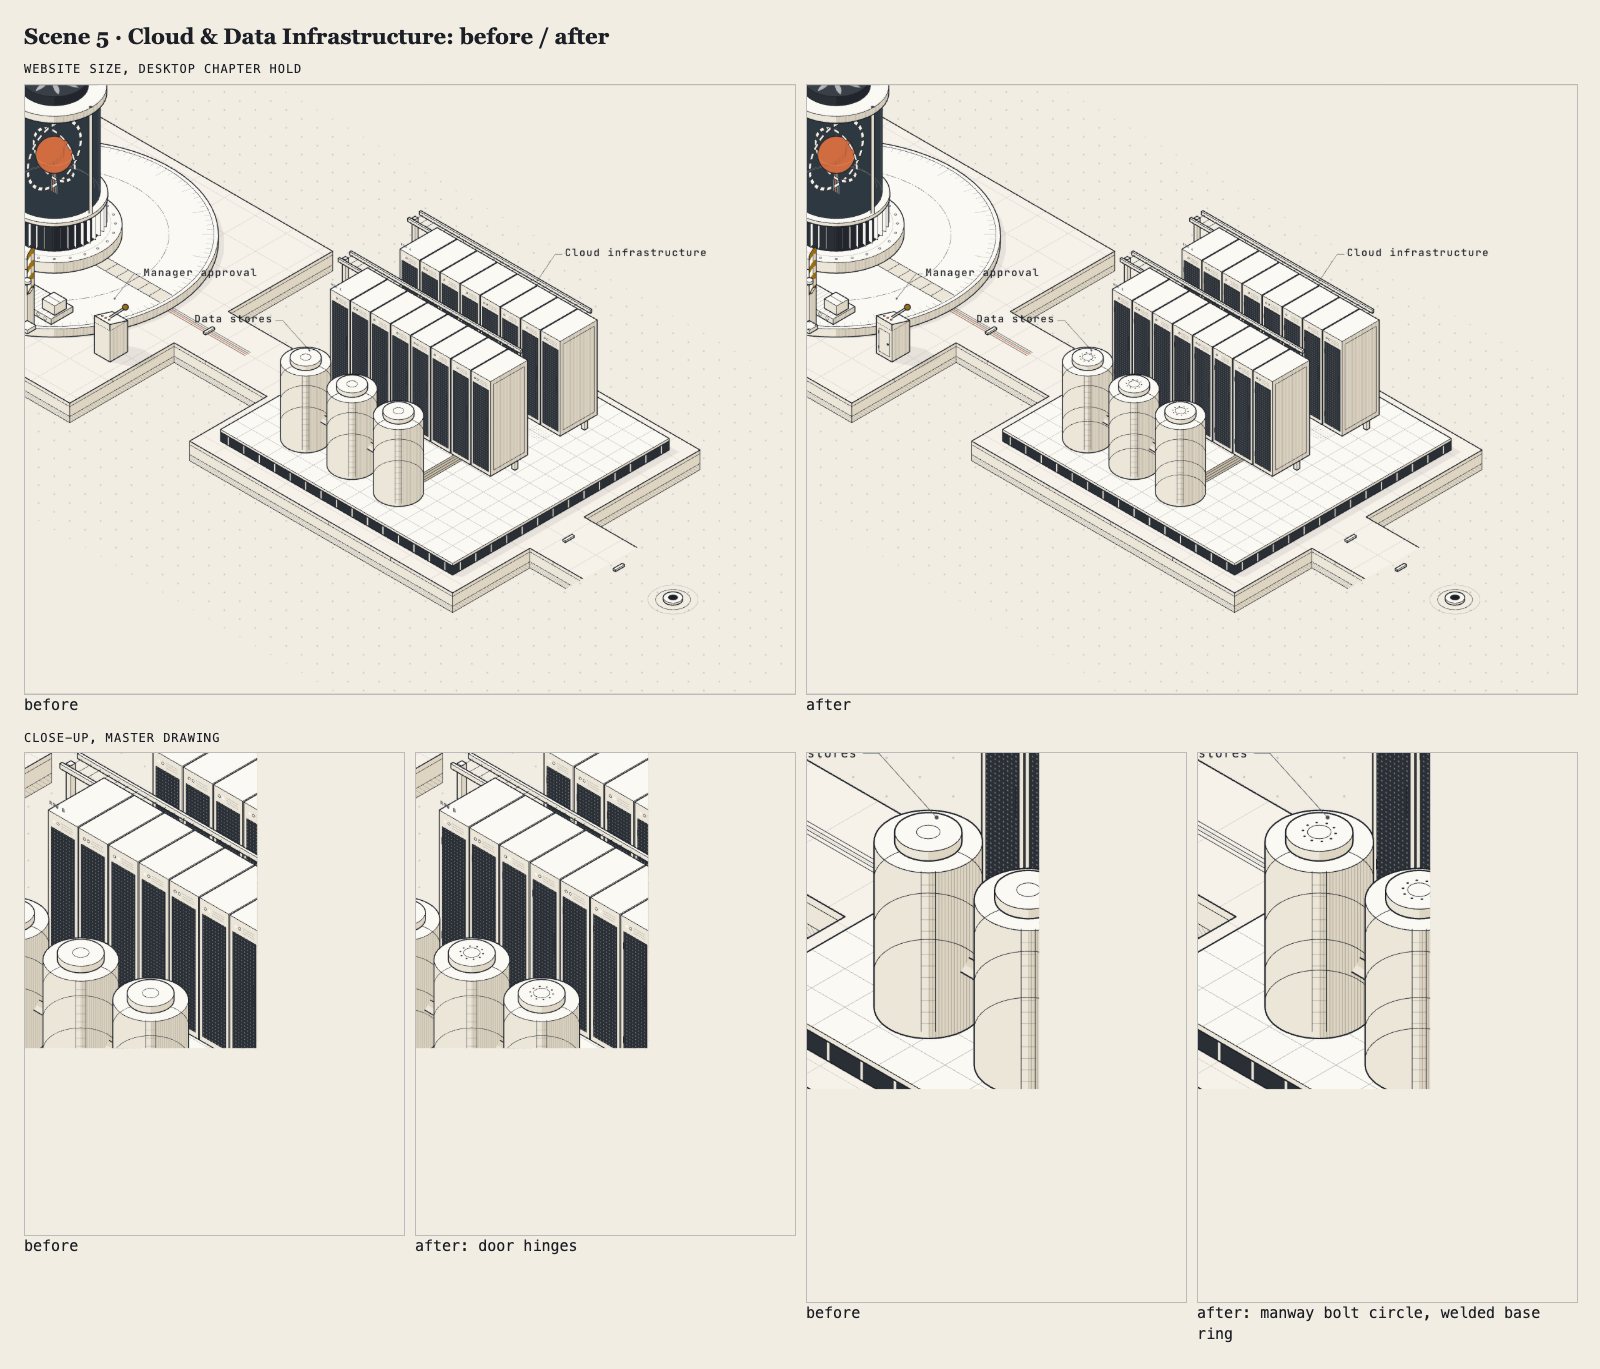 Scene 5 · Cloud & Data Infrastructure: before / after
WEBSITE SIZE, DESKTOP CHAPTER HOLD
Cloud infrastructure
Manager approval
Data stores
Cloud infrastructure
Manager approval
Data stores
before
after
CLOSE-UP, MASTER DRAWING
stores
stores
before
after: door hinges
before
after: manway bolt circle, welded base
ring